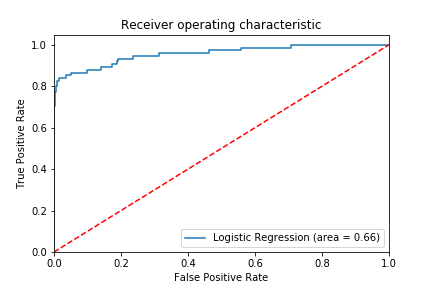 Receiver operating characteristic
True Positive Rate
1.0
0.8
0.6
0.4
0.2
0.0
Logistic Regression (area = 0.66)
0.0 0.2 0.4 0.6 0.8 1.0
False Positive Rate